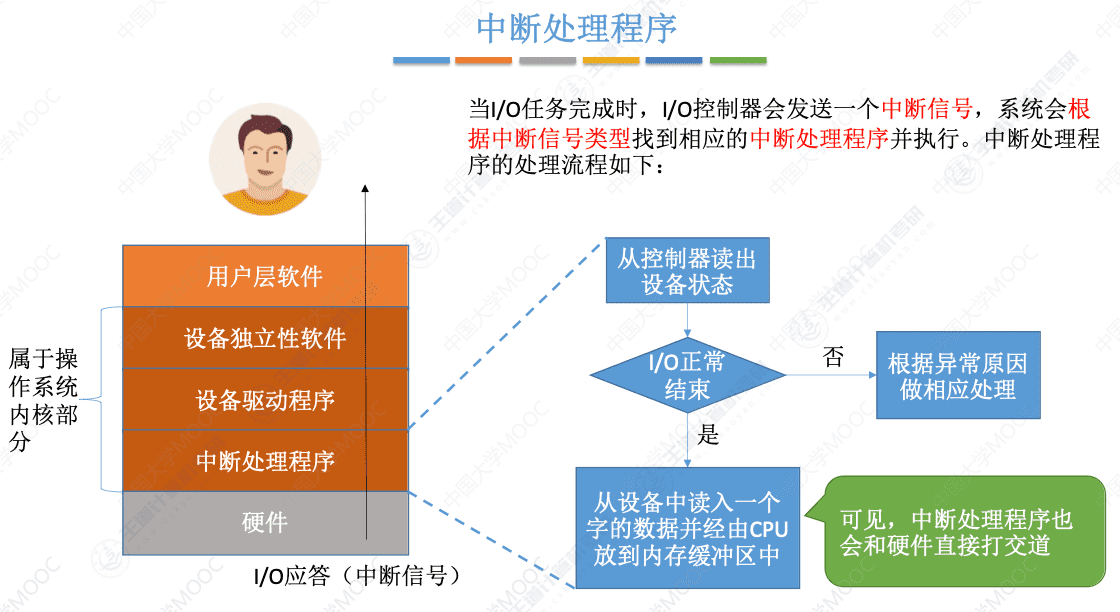 中断处理程序
当I/O任务完成时，I/O控制器会发送一个中断信号，系统会根
据中断信号类型找到相应的中断处理程序并执行。中断处理程
序的处理流程如下：
用户层软件
设备独立性软件
设备驱动程序
中断处理程序
硬件
属于操
作系统
内核部
分
I/O应答（中断信号）
从控制器读出
设备状态
I/O正常
结束
否
根据异常原因
做相应处理
是
从设备中读入一个
字的数据并经由CPU
放到内存缓冲区中
可见，中断处理程序也
会和硬件直接打交道
中国大学MOOC
王道计算机考研